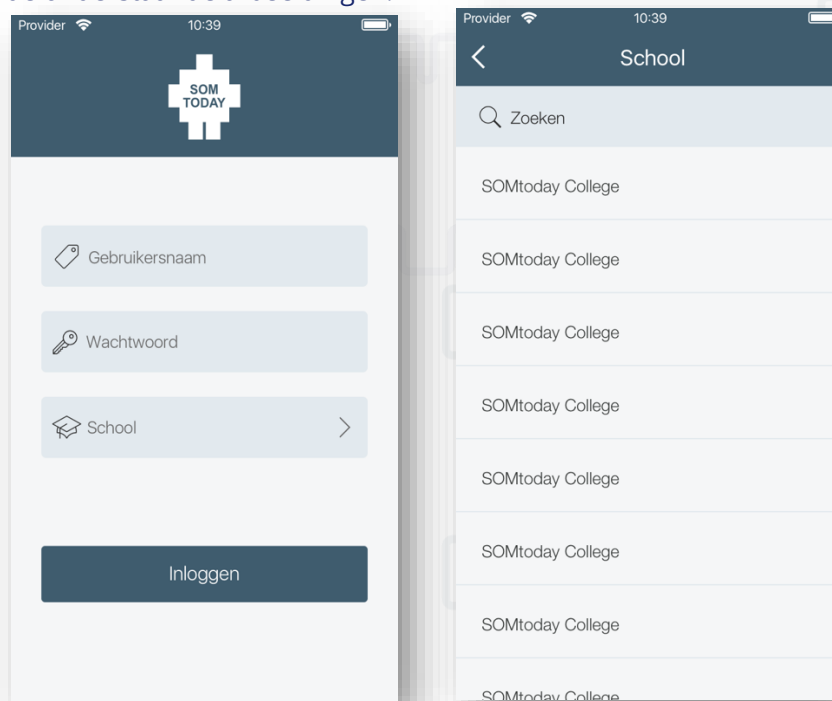 Provider
10:39
SOM
TODAY
Gebruikersnaam
Wachtwoord
School
Inloggen
Provider
10:39
School
Zoeken
SOMtoday College
SOMtoday College
SOMtoday College
SOMtoday College
SOMtoday College
SOMtoday College
SOMtoday College
SOMtoday College